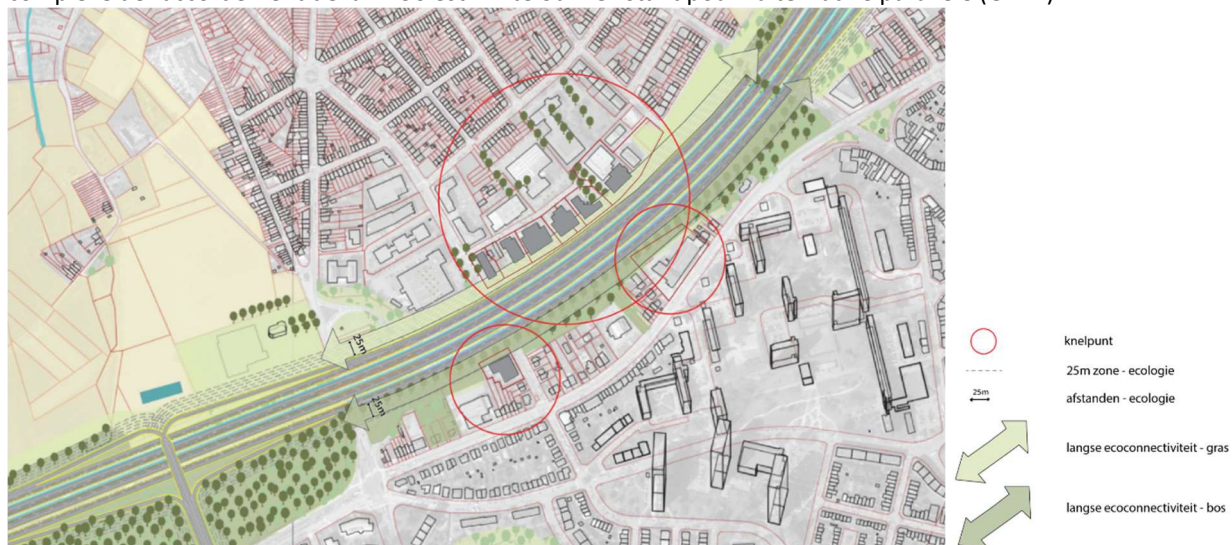 25m
25m
knelpunt
25m zone - ecologie
25m
afstanden - ecologie
langse ecoconnectiviteit - gras
langse ecoconnectiviteit - bos